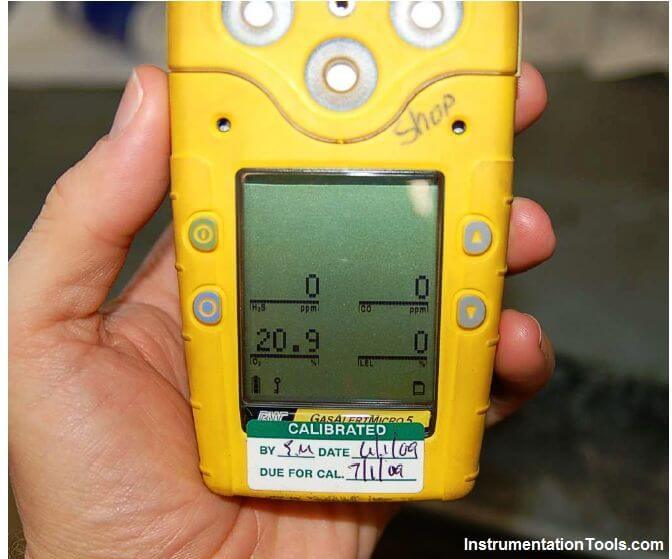 Shop
0 0
H₂S ppm CO ppm
20.9 0
O₂ % LEL %
BW GASALERTMICRO 5
CALIBRATED
BY S.M DATE 6/1/09
DUE FOR CAL. 7/1/09
InstrumentationTools.com